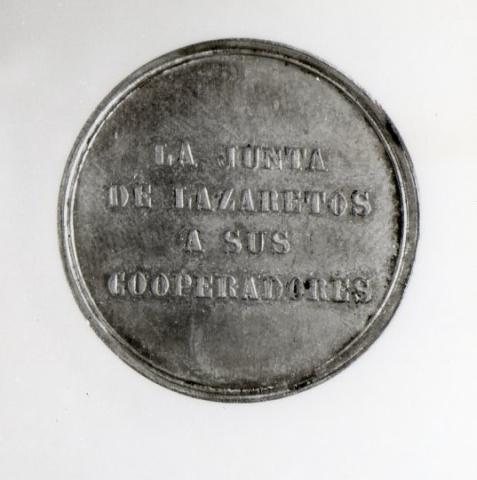 LA JUNTA
DE LAZARETOS
A SUS
COOPERADORES